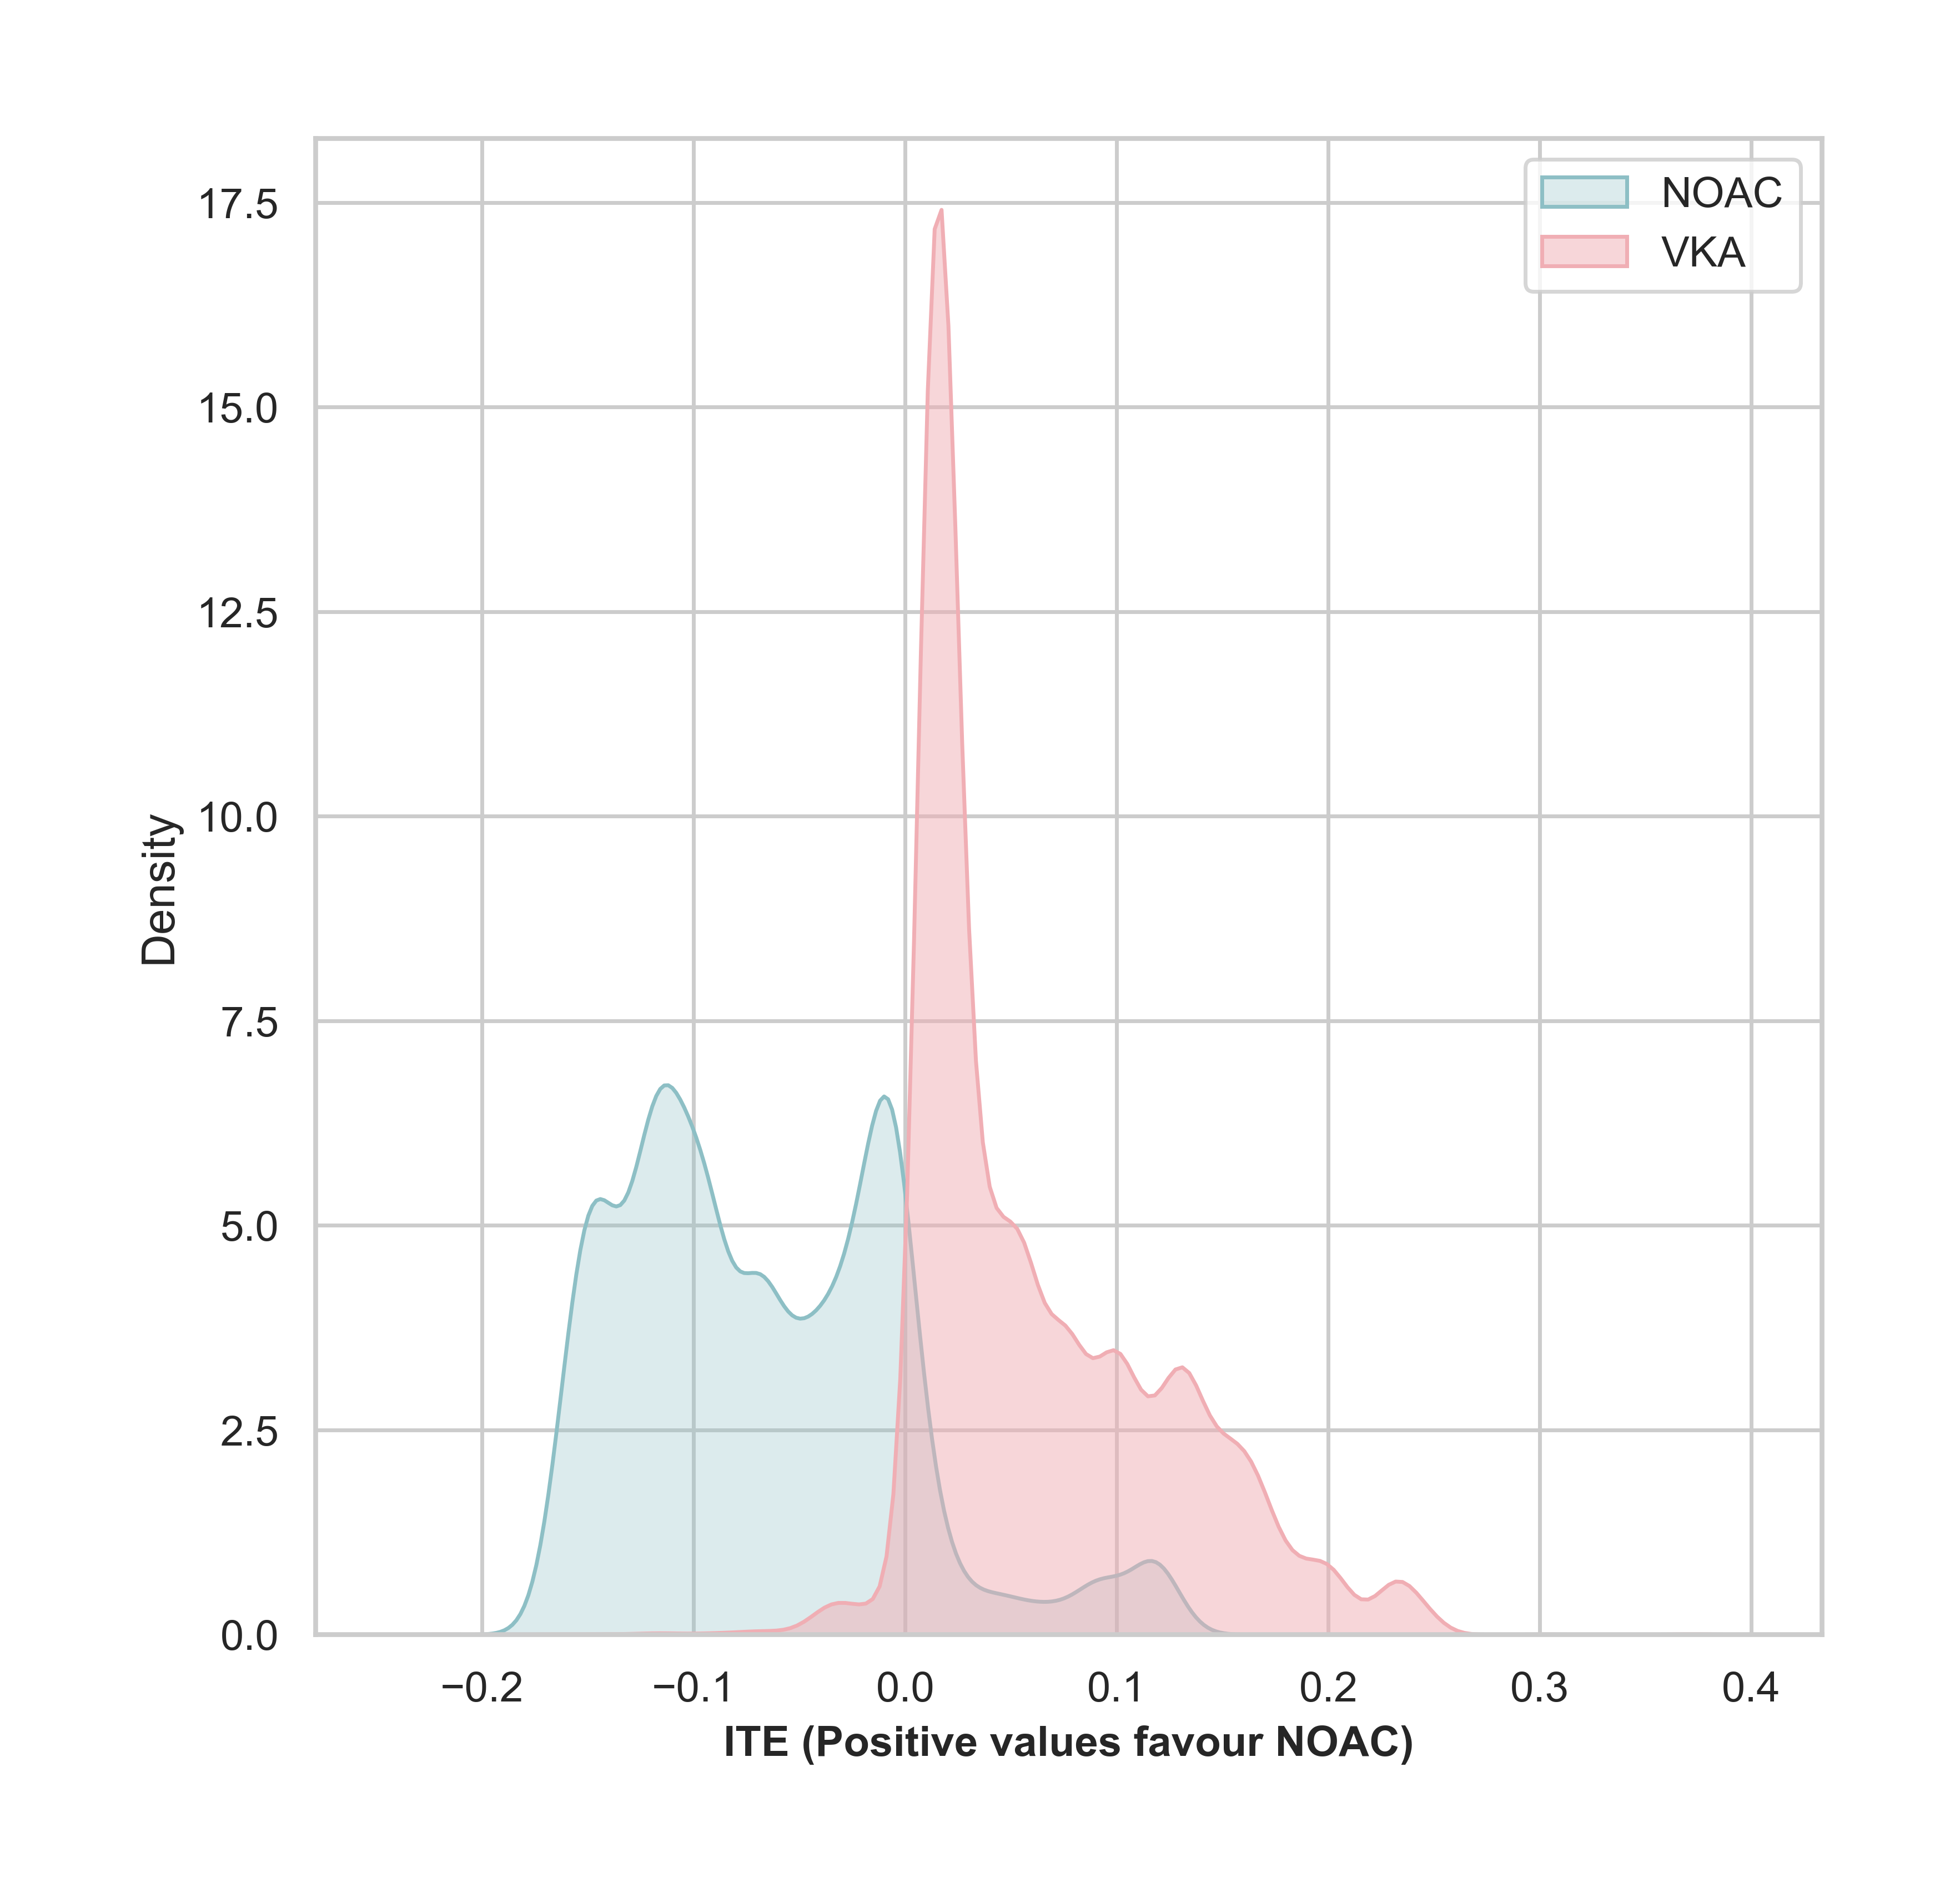 NOAC
VKA
17.5
15.0
12.5
10.0
7.5
5.0
2.5
0.0
Density
−0.2 −0.1 0.0 0.1 0.2 0.3 0.4
ITE (Positive values favour NOAC)